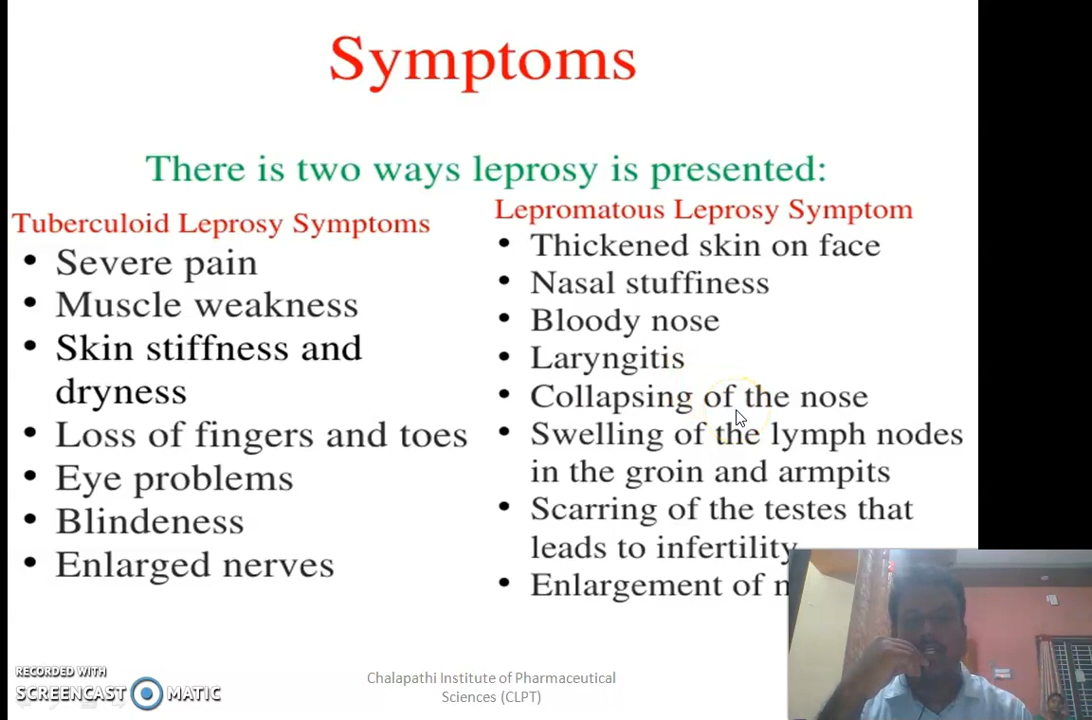 Symptoms
There is two ways leprosy is presented:
Tuberculoid Leprosy Symptoms
• Severe pain
• Muscle weakness
• Skin stiffness and
dryness
• Loss of fingers and toes
• Eye problems
• Blindeness
• Enlarged nerves
Lepromatous Leprosy Symptom
• Thickened skin on face
• Nasal stuffiness
• Bloody nose
• Laryngitis
• Collapsing of the nose
• Swelling of the lymph nodes
in the groin and armpits
• Scarring of the testes that
leads to infertility
• Enlargement of
RECORDED WITH
SCREENCAST MATIC
Chalapathi Institute of Pharmaceutical
Sciences (CLPT)